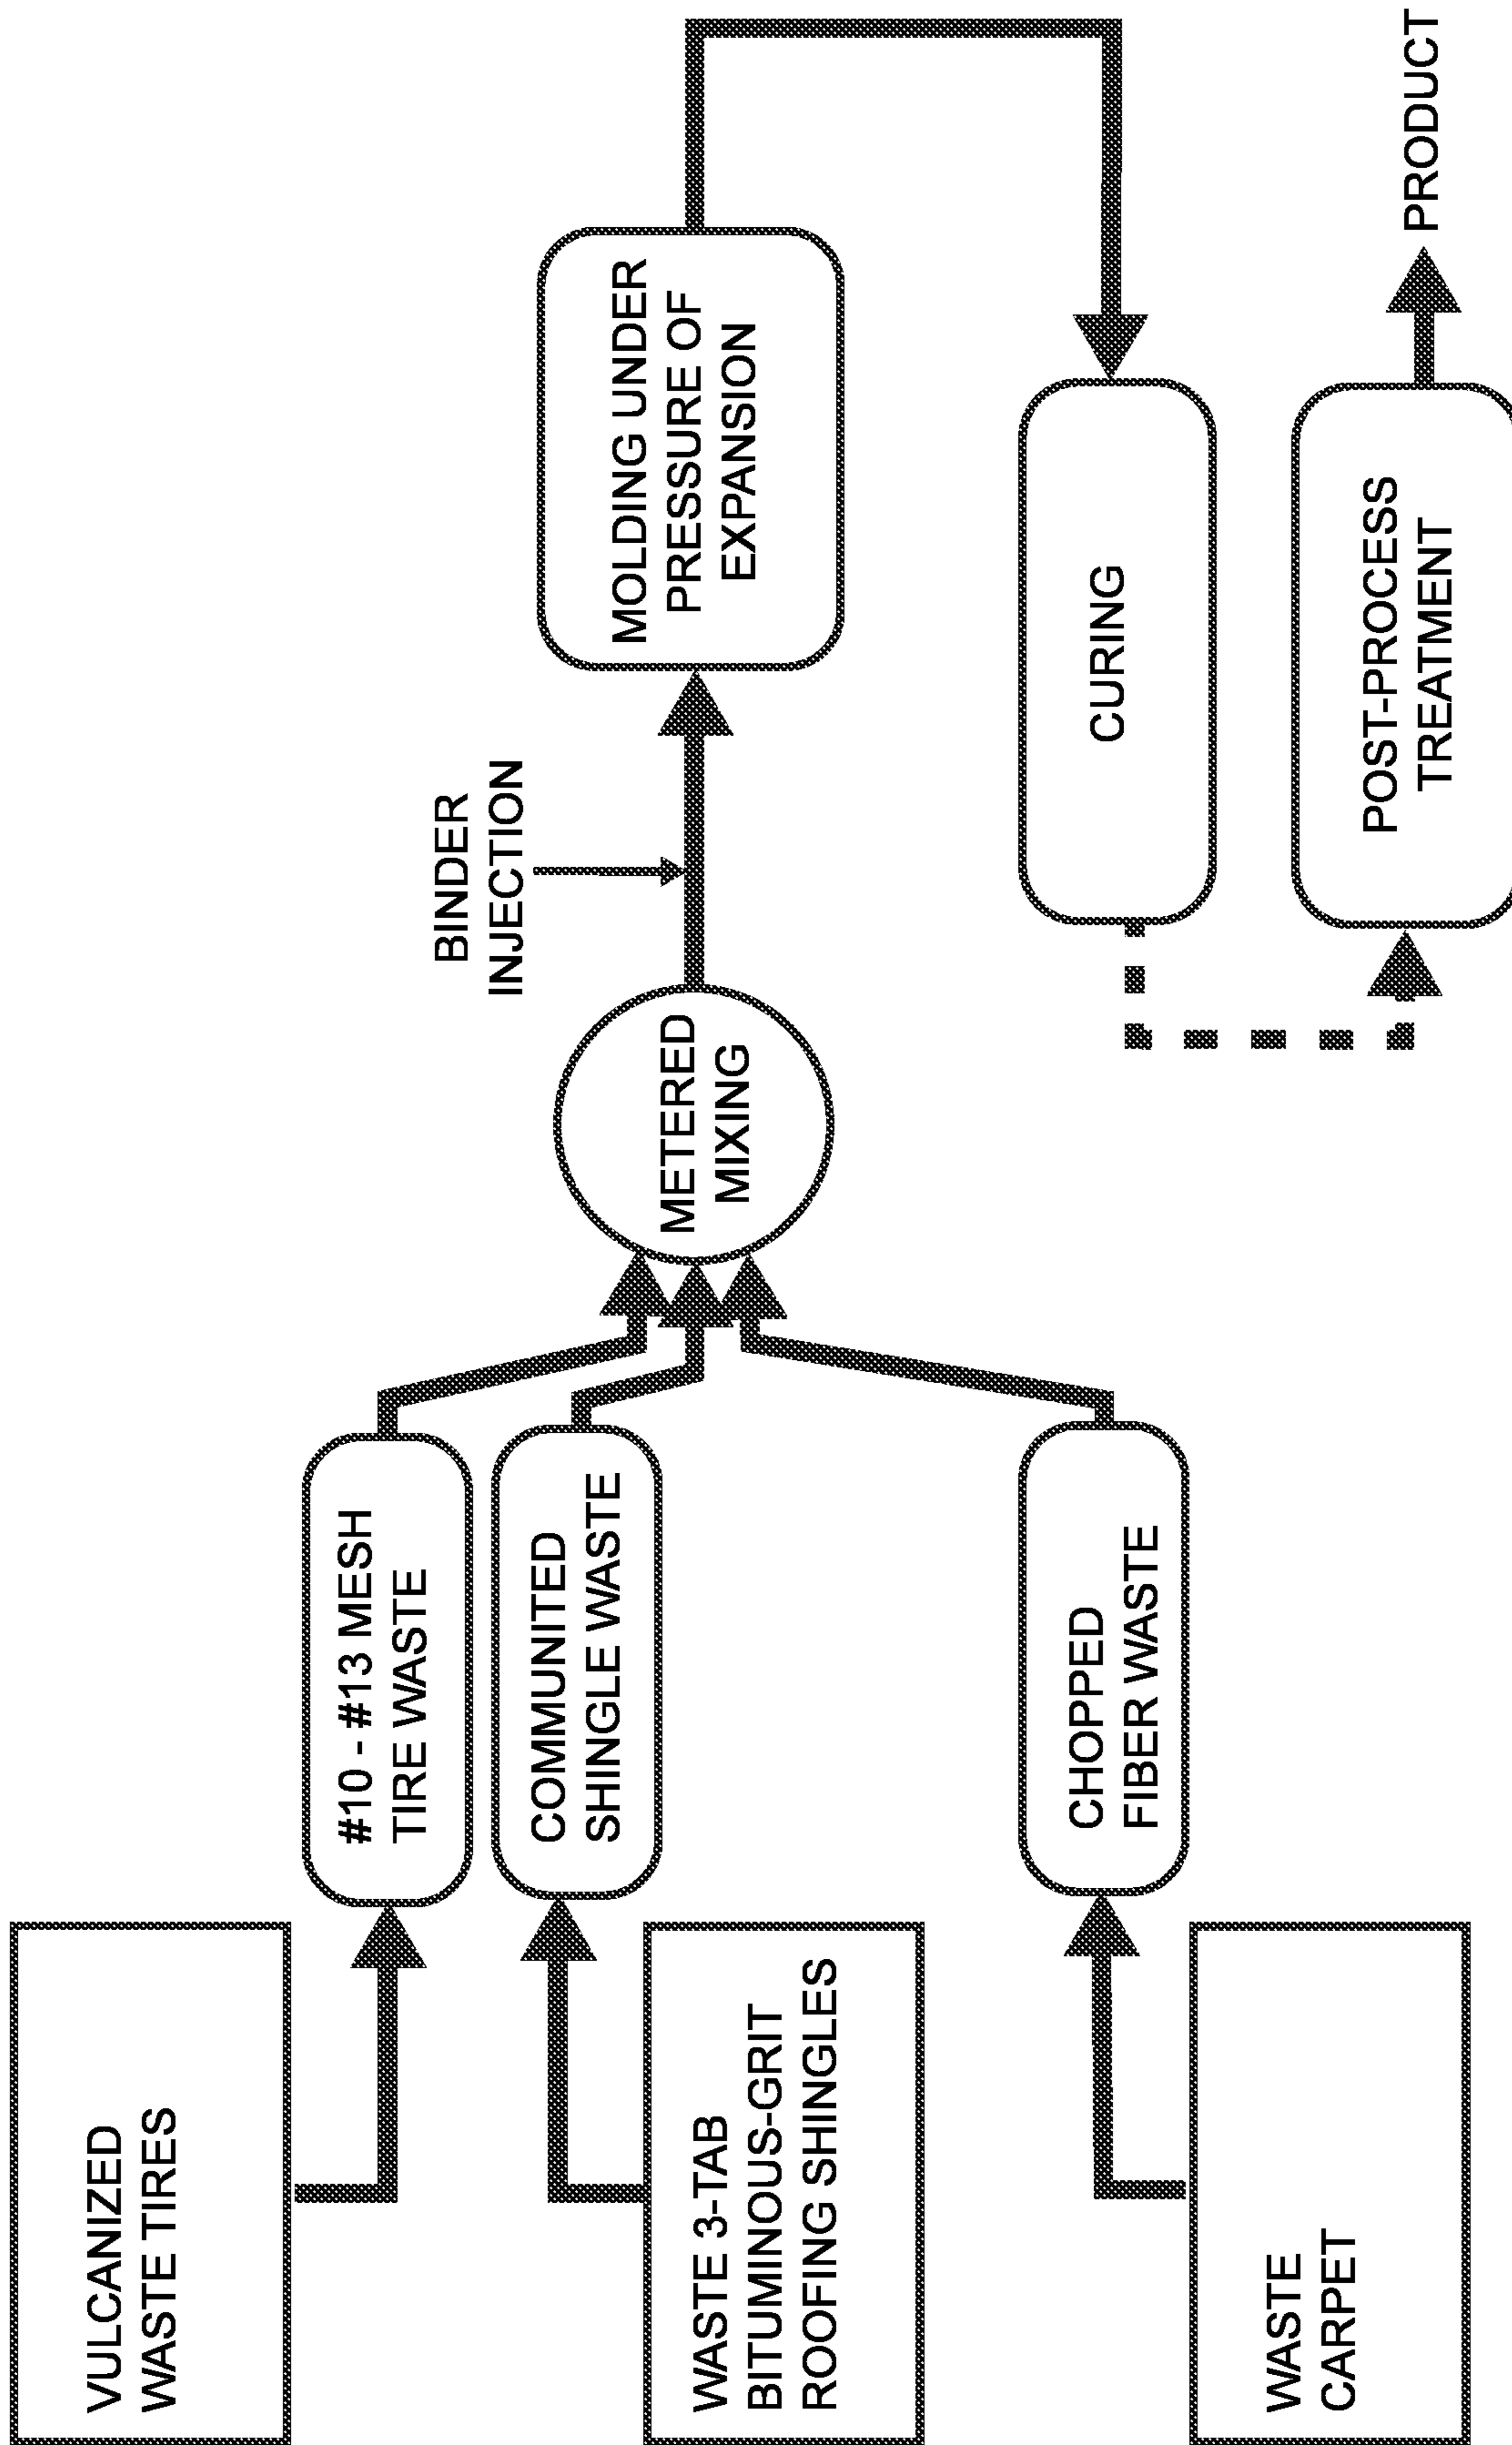 VULCANIZED
WASTE TIRES
#10 - #13 MESH
TIRE WASTE
WASTE 3-TAB
BITUMINOUS-GRIT
ROOFING SHINGLES
COMMUNITED
SHINGLE WASTE
WASTE
CARPET
CHOPPED
FIBER WASTE
METERED
MIXING
BINDER
INJECTION
MOLDING UNDER
PRESSURE OF
EXPANSION
CURING
POST-PROCESS
TREATMENT
PRODUCT